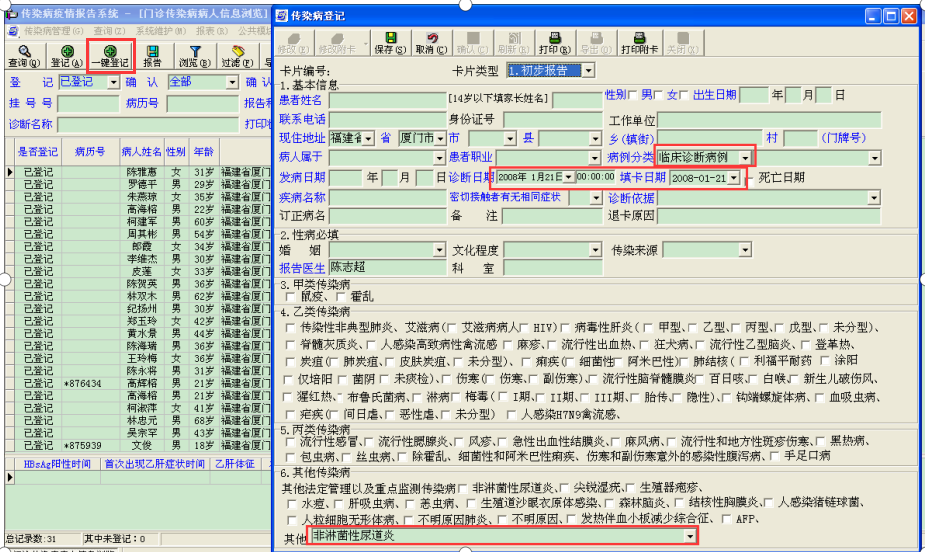 传染病疫情报告系统 - [门诊传染病病人信息浏览]
传染病管理(G) 查询(I) 系统维护(M) 报表(R) 公共模
查询(Q) 登记(A) 一键登记 报告 浏览(B) 过滤(F) 导
登 记 已登记 确 认 全部 确 认
挂 号 号 病历号 报告科
诊断名称 打印状
是否登记 病历号 病人姓名 性别 年龄
已登记 陈雅惠 女 31岁 福建省厦门
已登记 罗德平 男 29岁 福建省厦门
已登记 朱燕琼 女 35岁 福建省厦门
已登记 高海榕 男 22岁 福建省厦门
已登记 柯建军 男 60岁 福建省厦门
已登记 周其彬 男 54岁 福建省厦门
已登记 郎霞 女 34岁 福建省厦门
已登记 李维杰 男 30岁 福建省厦门
已登记 皮莲 女 33岁 福建省厦门
已登记 陈贺英 男 36岁 福建省厦门
已登记 林双木 男 62岁 福建省厦门
已登记 纪扬州 男 30岁 福建省厦门
已登记 郑玉玲 女 42岁 福建省厦门
已登记 黄水景 男 44岁 福建省厦门
已登记 陈海瑞 男 36岁 福建省厦门
已登记 王玲梅 女 36岁 福建省厦门
已登记 陈永将 男 31岁 福建省厦门
已登记 *876434 高辉榕 男 21岁 福建省厦门
已登记 高海榕 男 21岁 福建省厦门
已登记 柯淑萍 女 41岁 福建省厦门
已登记 林忠元 男 68岁 福建省厦门
已登记 吴宗军 男 43岁 福建省厦门
已登记 *875939 文俊 男 18岁 福建省厦门
HBsAg阳性时间 首次出现乙肝症状时间 乙肝体征
总记录数:31 其中未登记:0
传染病登记
修改(E) 修改附卡 保存(S) 取消(C) 确认(C) 刷新(R) 打印(B) 导出(O) 打印附卡 关闭(X)
卡片编号: 卡片类型 1.初步报告
1.基本信息
患者姓名 [14岁以下填家长姓名] 性别 男 女 出生日期 年 月 日
联系电话 身份证号 工作单位
现住地址 福建省 省 厦门市 市 县 乡(镇街) 村 (门牌号)
病人属于 患者职业 病例分类 临床诊断病例
发病日期 年 月 日 诊断日期 2008年 1月21日 00:00:00 填卡日期 2008-01-21 死亡日期
疾病名称 密切接触者有无相同症状 诊断依据
订正病名 备 注 退卡原因
2.性病必填
婚 姻 文化程度 传染来源
报告医生 陈志超 科 室
3.甲类传染病
鼠疫、 霍乱
4.乙类传染病
传染性非典型肺炎、艾滋病( 艾滋病病人 HIV) 病毒性肝炎( 甲型、 乙型、 丙型、 戊型、 未分型)、
脊髓灰质炎、 人感染高致病性禽流感 麻疹、 流行性出血热、 狂犬病、 流行性乙型脑炎、 登革热、
炭疽( 肺炭疽、 皮肤炭疽、 未分型)、 痢疾( 细菌性 阿米巴性) 肺结核( 利福平耐药 涂阳
仅培阳 菌阴 未痰检)、 伤寒( 伤寒、 副伤寒)、 流行性脑脊髓膜炎 百日咳、 白喉、 新生儿破伤风、
猩红热、 布鲁氏菌病、 淋病 梅毒( I期、 II期、 III期、 胎传、 隐性)、 钩端螺旋体病、 血吸虫病、
疟疾( 间日疟、 恶性疟、 未分型) 人感染H7N9禽流感、
5.丙类传染病
流行性感冒、 流行性腮腺炎、 风疹、 急性出血性结膜炎、 麻风病、 流行性和地方性斑疹伤寒、 黑热病、
包虫病、 丝虫病、 除霍乱、细菌性和阿米巴性痢疾、伤寒和副伤寒意外的感染性腹泻病、 手足口病
6.其他传染病
其他法定管理以及重点监测传染病 非淋菌性尿道炎、 尖锐湿疣、 生殖器疱疹、
水痘、 肝吸虫病、 恙虫病、 生殖道沙眼衣原体感染、 森林脑炎、 结核性胸膜炎、 人感染猪链球菌、
人粒细胞无形体病、 不明原因肺炎、 不明原因、 发热伴血小板减少综合征、 AFP、
其他 非淋菌性尿道炎